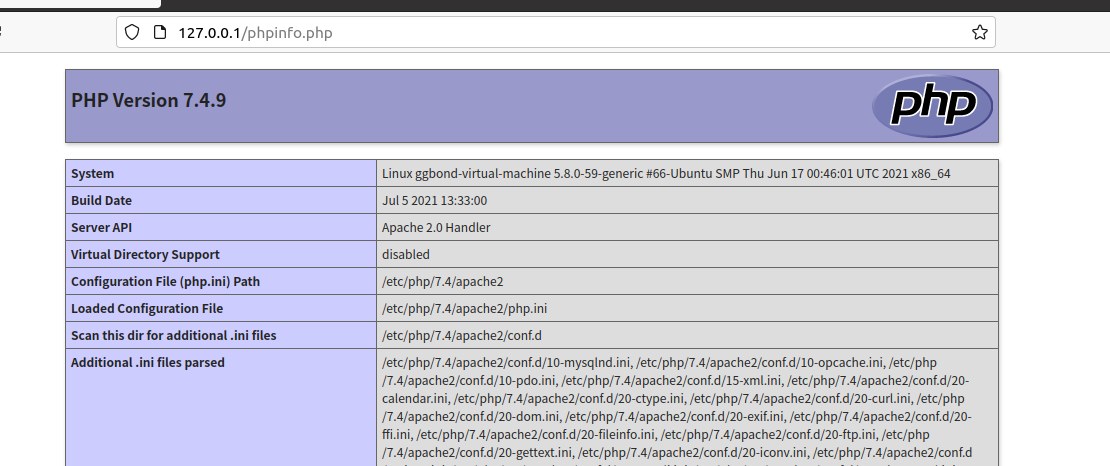 127.0.0.1/phpinfo.php
PHP Version 7.4.9
php
System Linux ggbond-virtual-machine 5.8.0-59-generic #66-Ubuntu SMP Thu Jun 17 00:46:01 UTC 2021 x86_64
Build Date Jul 5 2021 13:33:00
Server API Apache 2.0 Handler
Virtual Directory Support disabled
Configuration File (php.ini) Path /etc/php/7.4/apache2
Loaded Configuration File /etc/php/7.4/apache2/php.ini
Scan this dir for additional .ini files /etc/php/7.4/apache2/conf.d
Additional .ini files parsed /etc/php/7.4/apache2/conf.d/10-mysqlnd.ini, /etc/php/7.4/apache2/conf.d/10-opcache.ini, /etc/php
/7.4/apache2/conf.d/10-pdo.ini, /etc/php/7.4/apache2/conf.d/15-xml.ini, /etc/php/7.4/apache2/conf.d/20-
calendar.ini, /etc/php/7.4/apache2/conf.d/20-ctype.ini, /etc/php/7.4/apache2/conf.d/20-curl.ini, /etc/php
/7.4/apache2/conf.d/20-dom.ini, /etc/php/7.4/apache2/conf.d/20-exif.ini, /etc/php/7.4/apache2/conf.d/20-
ffi.ini, /etc/php/7.4/apache2/conf.d/20-fileinfo.ini, /etc/php/7.4/apache2/conf.d/20-ftp.ini, /etc/php
/7.4/apache2/conf.d/20-gettext.ini, /etc/php/7.4/apache2/conf.d/20-iconv.ini, /etc/php/7.4/apache2/conf.d